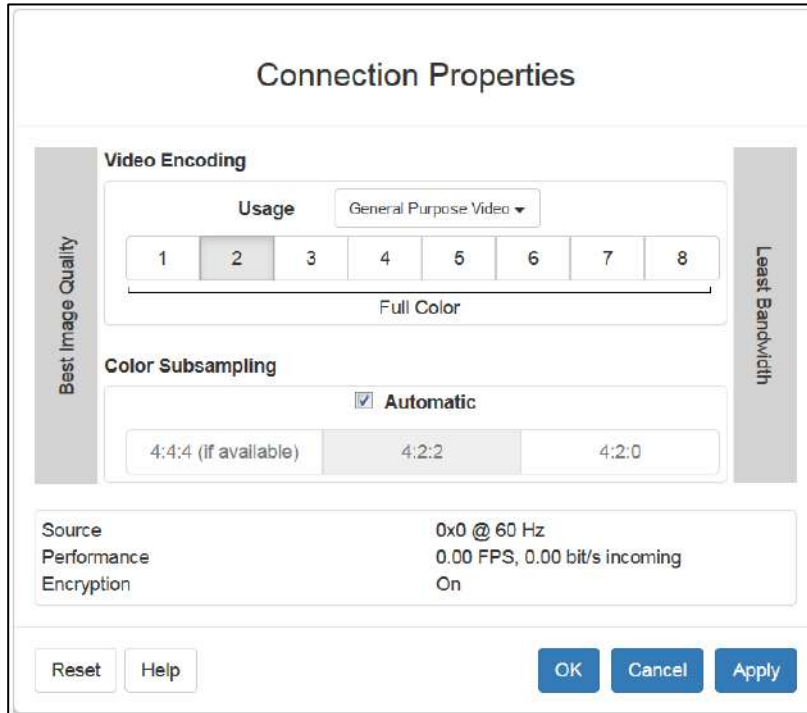 Connection Properties
Video Encoding
Usage General Purpose Video
1 2 3 4 5 6 7 8
Full Color
Best Image Quality
Least Bandwidth
Color Subsampling
Automatic
4:4:4 (if available) 4:2:2 4:2:0
Source 0x0 @ 60 Hz
Performance 0.00 FPS, 0.00 bit/s incoming
Encryption On
Reset Help OK Cancel Apply